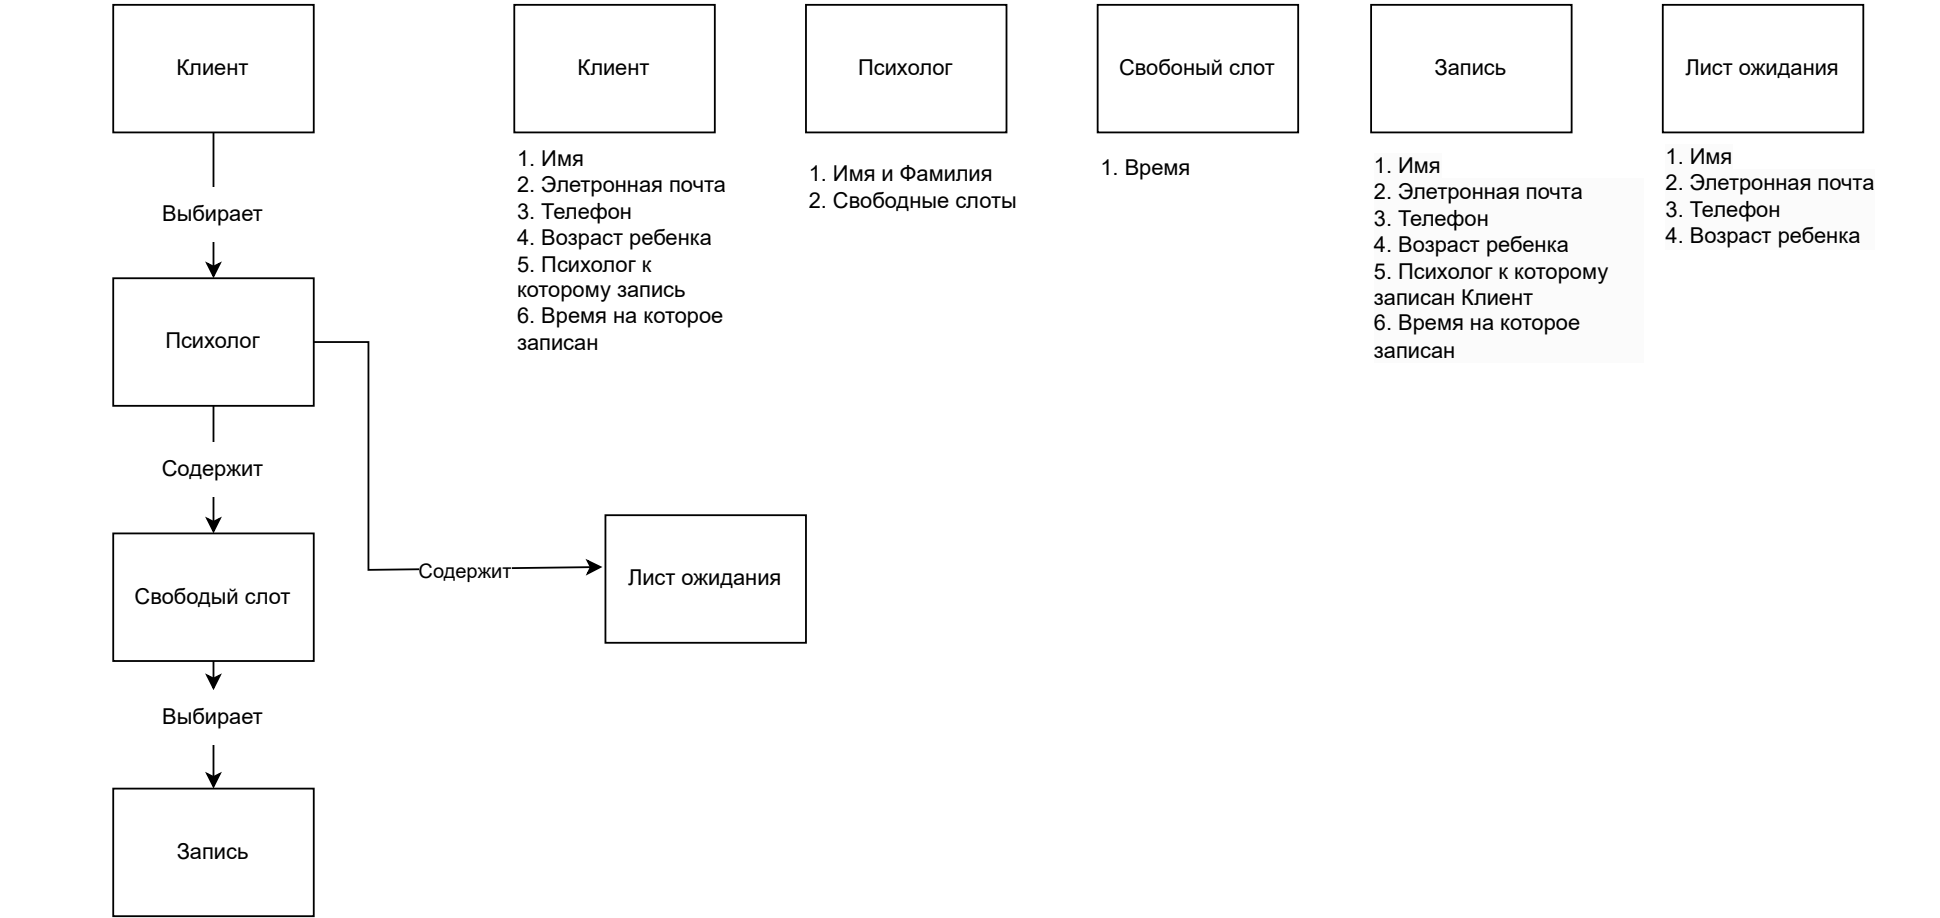 Клиент
Клиент
Психолог
Свобоный слот
Запись
Лист ожидания
1. Имя
2. Элетронная почта
3. Телефон
4. Возраст ребенка
5. Психолог к
которому запись
6. Время на которое
записан
1. Имя и Фамилия
2. Свободные слоты
1. Время
1. Имя
2. Элетронная почта
3. Телефон
4. Возраст ребенка
5. Психолог к которому
записан Клиент
6. Время на которое
записан
1. Имя
2. Элетронная почта
3. Телефон
4. Возраст ребенка
Выбирает
Психолог
Содержит
Содержит
Лист ожидания
Свободый слот
Выбирает
Запись